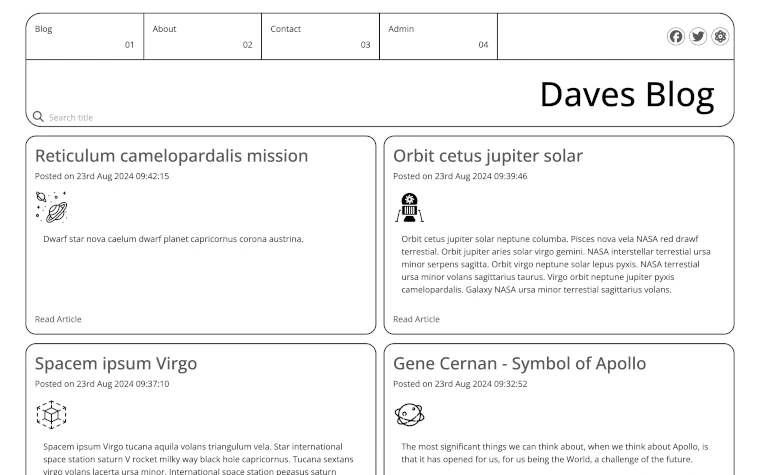 Blog
01
About
02
Contact
03
Admin
04
Daves Blog
Search title
Reticulum camelopardalis mission
Posted on 23rd Aug 2024 09:42:15
Dwarf star nova caelum dwarf planet capricornus corona austrina.
Read Article
Orbit cetus jupiter solar
Posted on 23rd Aug 2024 09:39:46
Orbit cetus jupiter solar neptune columba. Pisces nova vela NASA red drawf
terrestial. Orbit jupiter aries solar virgo gemini. NASA interstellar terrestial ursa
minor serpens sagitta. Orbit virgo neptune solar lepus pyxis. NASA terrestial
ursa minor volans sagittarius taurus. Virgo orbit neptune jupiter pyxis
camelopardalis. Galaxy NASA ursa minor terrestial sagittarius volans.
Read Article
Spacem ipsum Virgo
Posted on 23rd Aug 2024 09:37:10
Spacem ipsum Virgo tucana aquila volans triangulum vela. Star international
space station saturn V rocket milky way black hole capricornus. Tucana sextans
virgo volans lacerta ursa minor. International space station pegasus saturn
Gene Cernan - Symbol of Apollo
Posted on 23rd Aug 2024 09:32:52
The most significant things we can think about, when we think about Apollo, is
that it has opened for us, for us being the World, a challenge of the future.